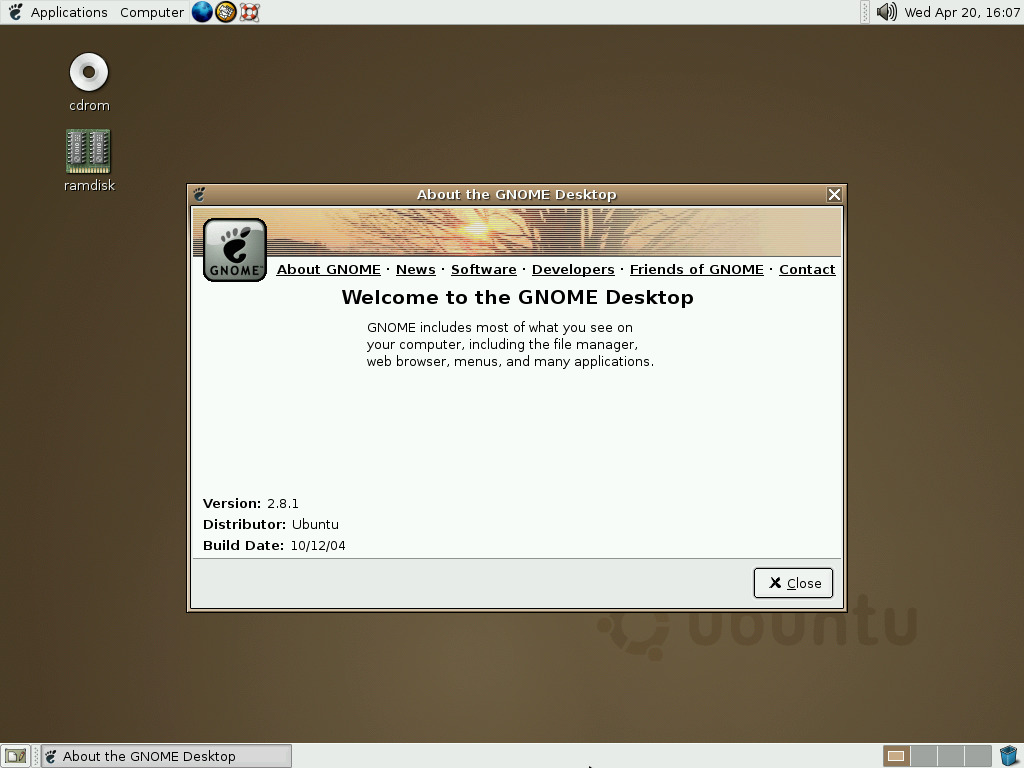 Applications Computer Wed Apr 20, 16:07
cdrom
ramdisk
About the GNOME Desktop
GNOME™
About GNOME · News · Software · Developers · Friends of GNOME · Contact
Welcome to the GNOME Desktop
GNOME includes most of what you see on
your computer, including the file manager,
web browser, menus, and many applications.
Version: 2.8.1
Distributor: Ubuntu
Build Date: 10/12/04
Close
ubuntu
About the GNOME Desktop